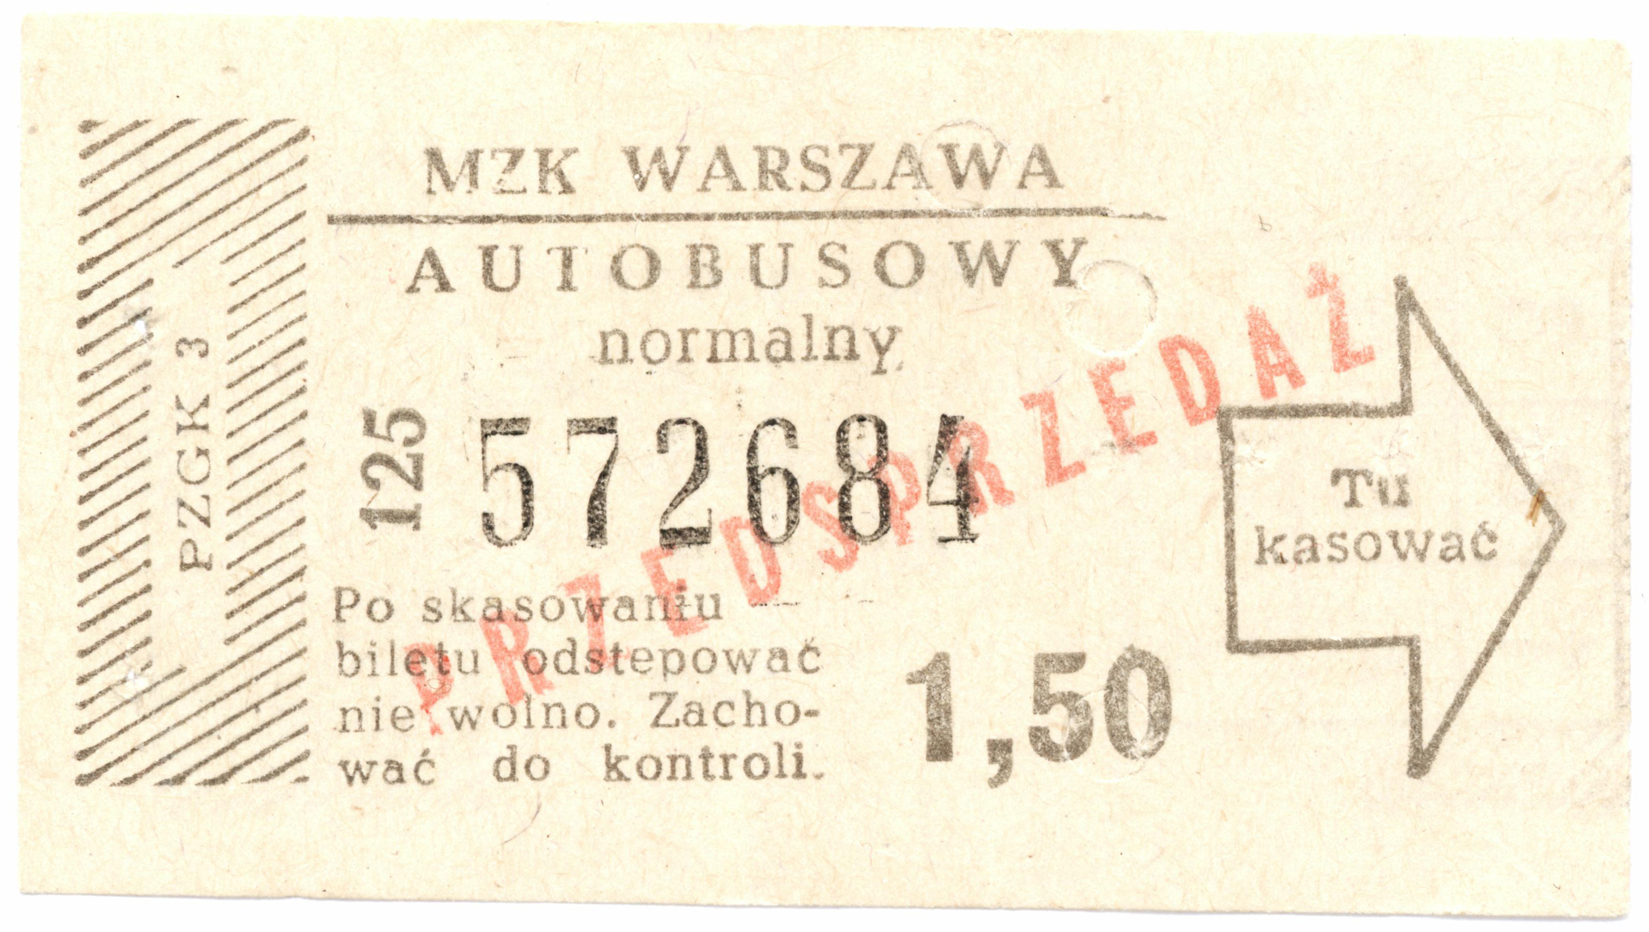 MZK WARSZAWA
AUTOBUSOWY
normalny
PZGK 3
125
572684
PRZEDSPRZEDAŻ
Po skasowaniu
biletu odstepować
nie wolno. Zacho-
wać do kontroli.
1,50
Tu
kasować